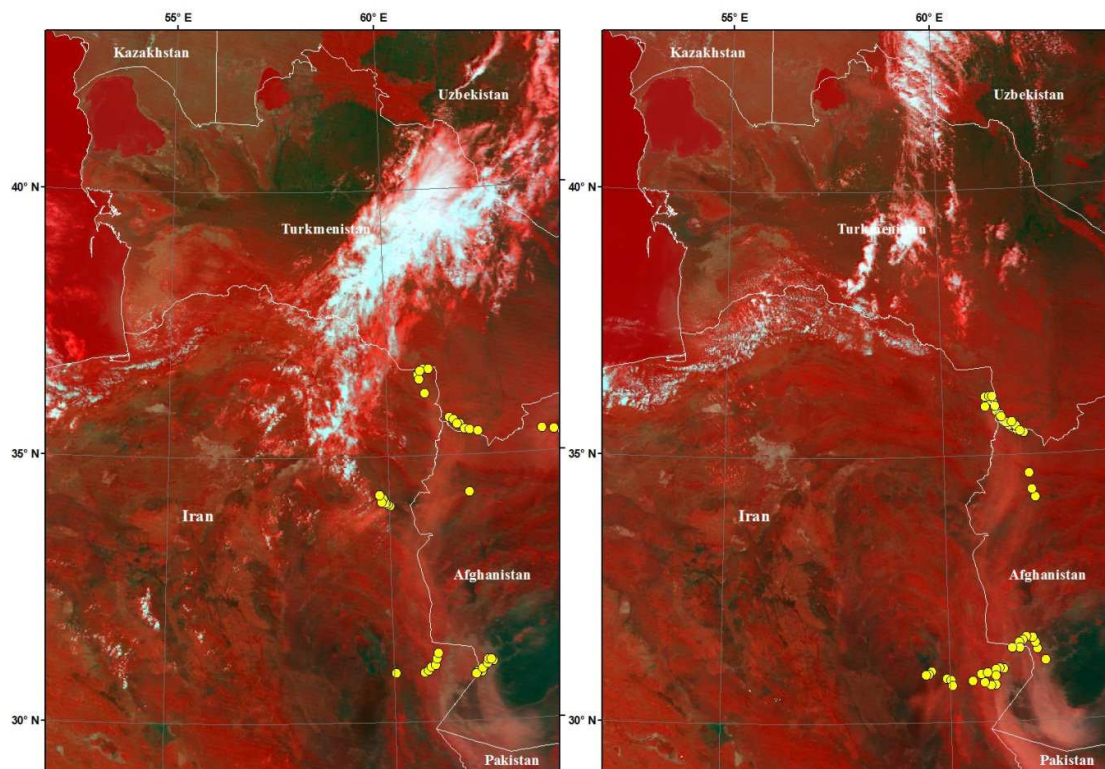 55° E 60° E 55° E 60° E
Kazakhstan Kazakhstan
Uzbekistan Uzbekistan
40° N 40° N
Turkmenistan Turkmenistan
35° N 35° N
Iran Iran
Afghanistan Afghanistan
30° N 30° N
Pakistan Pakistan